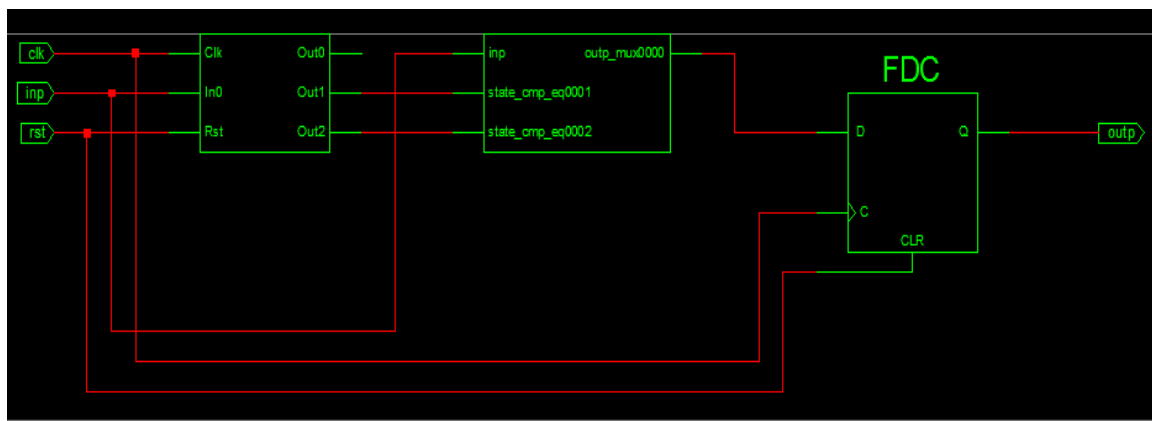 clk
inp
rst
Clk
In0
Rst
Out0
Out1
Out2
inp
state_cmp_eq0001
state_cmp_eq0002
outp_mux0000
FDC
D
Q
C
CLR
outp